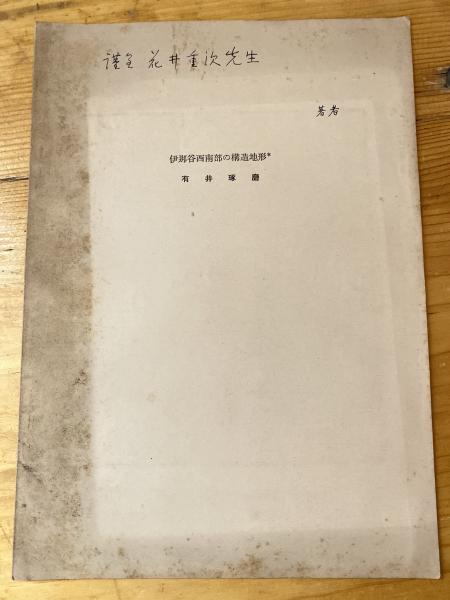 謹呈 花井重次先生
著者
伊那谷西南部の構造地形*
有井琢磨